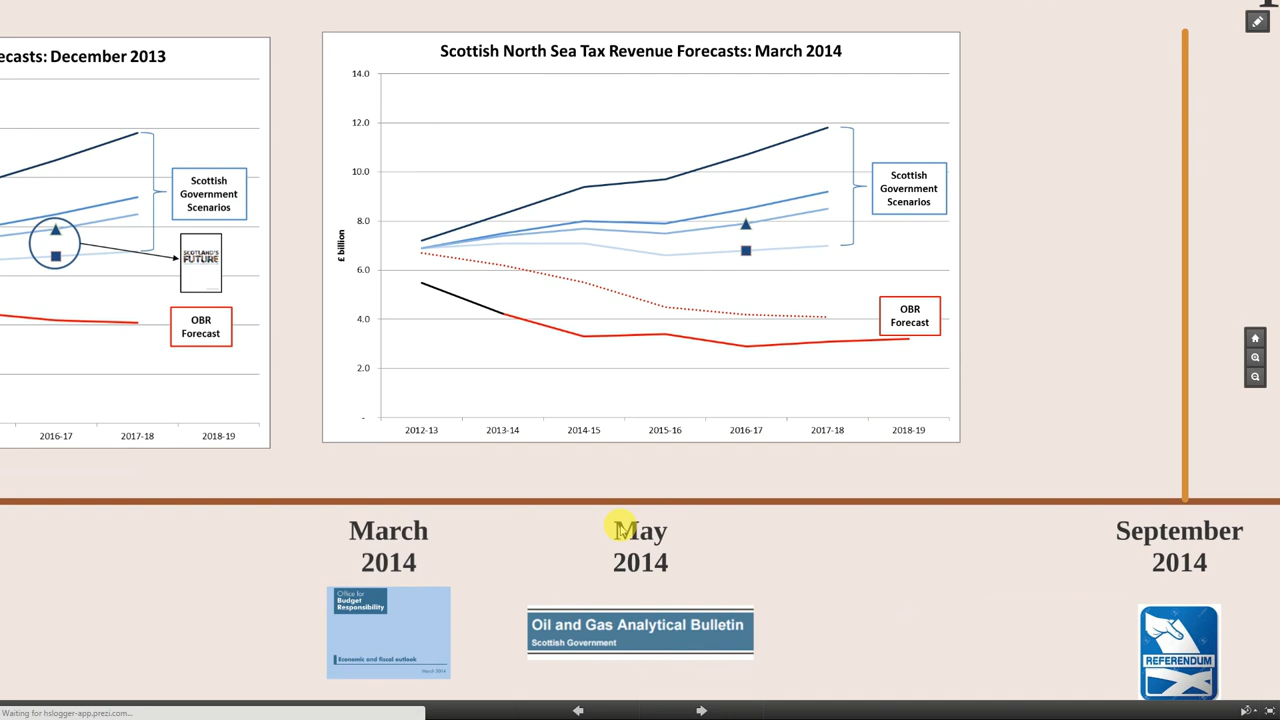 ecasts: December 2013
Scottish
Government
Scenarios
SCOTLAND'S
FUTURE
OBR
Forecast
2016-17
2017-18
2018-19
Scottish North Sea Tax Revenue Forecasts: March 2014
14.0
12.0
10.0
8.0
6.0
4.0
2.0
-
£ billion
Scottish
Government
Scenarios
OBR
Forecast
2012-13
2013-14
2014-15
2015-16
2016-17
2017-18
2018-19
March
2014
May
2014
September
2014
Office for
Budget
Responsibility
Economic and fiscal outlook
March 2014
Oil and Gas Analytical Bulletin
Scottish Government
REFERENDUM
Waiting for hslogger-app.prezi.com...